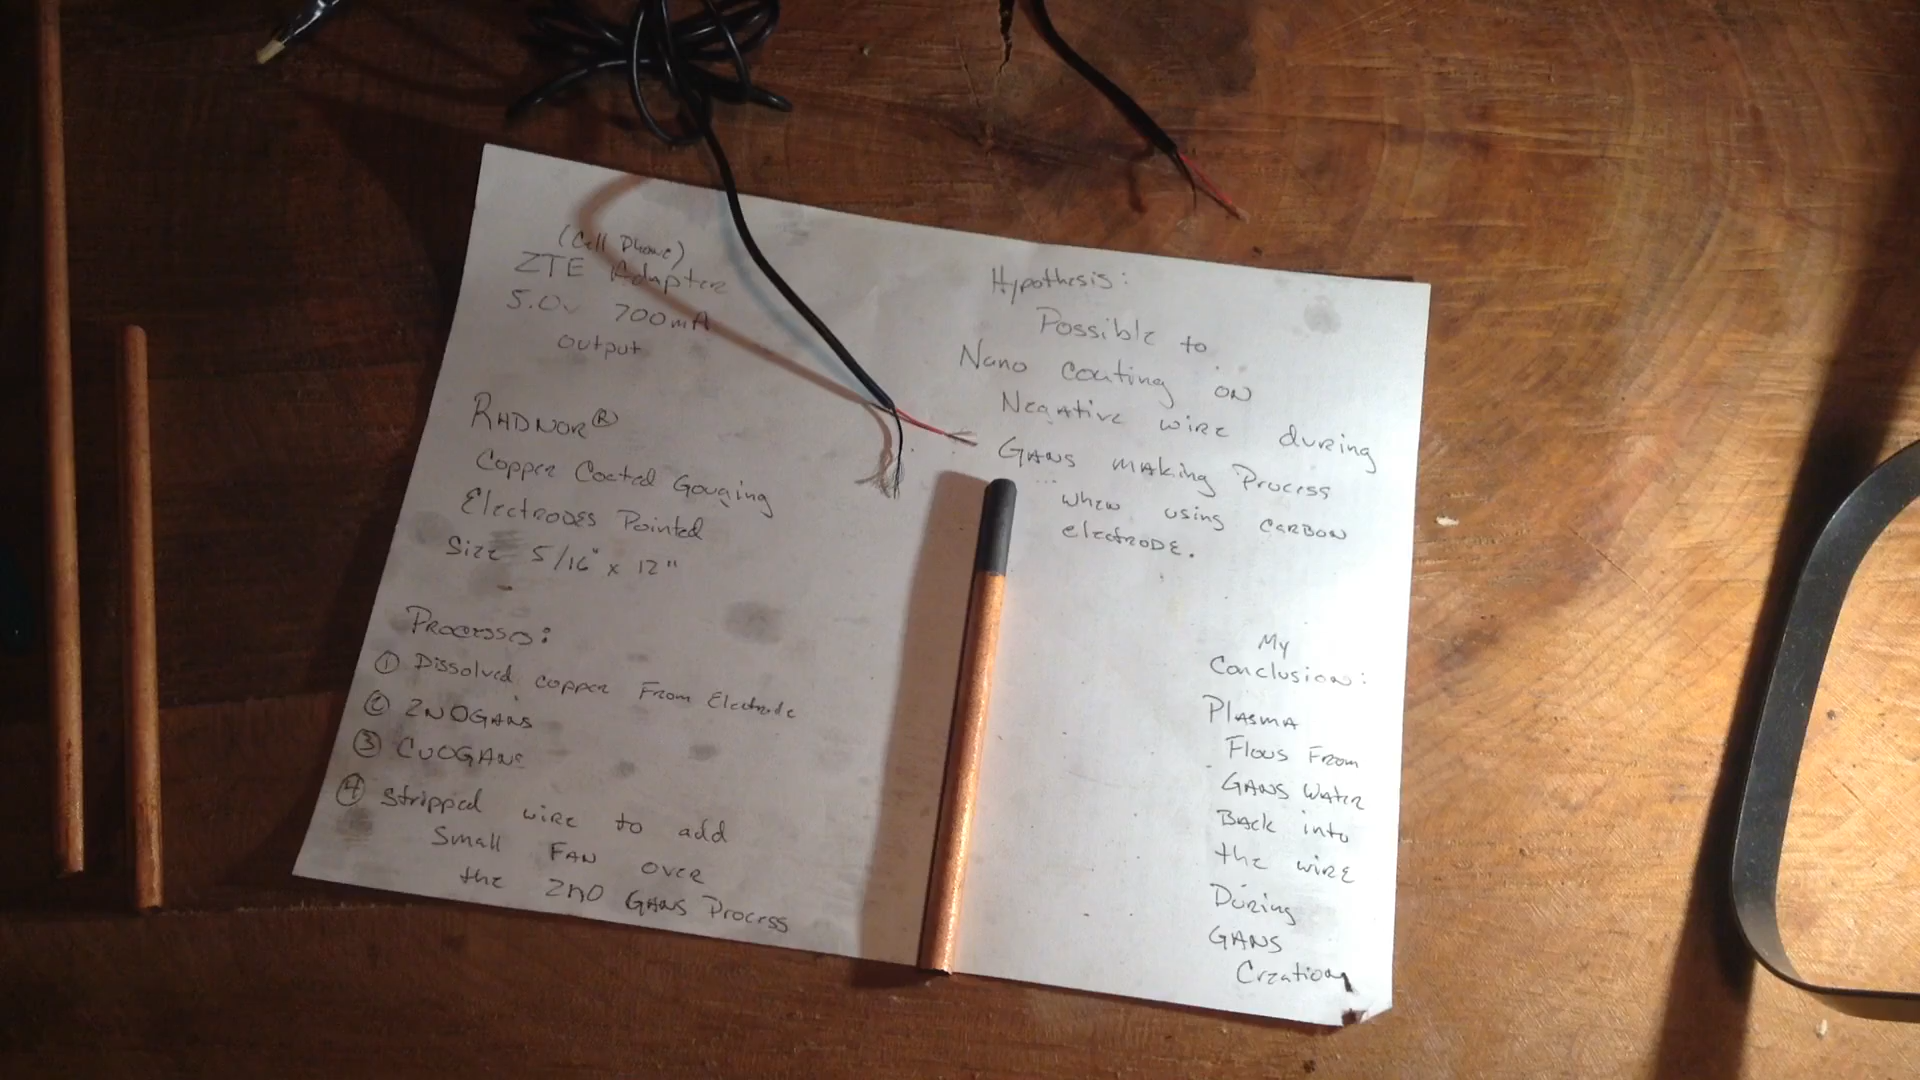 (Cell Phone)
ZTE Adapter
5.0v 700mA
output
RADNOR®
Copper Coated Gouging
Electrodes Pointed
Size 5/16" x 12"
Processes:
① Dissolved copper From Electrode
② ZNOGANS
③ CUOGANS
④ Stripped wire to add
Small FAN over
the ZNO GANS Process
Hypothesis:
Possible to
Nano coating on
Negative wire during
GANS making Process
when using carbon
electrode.
My
Conclusion:
Plasma
Flows From
GANS Water
Back into
the wire
During
GANS
Creation